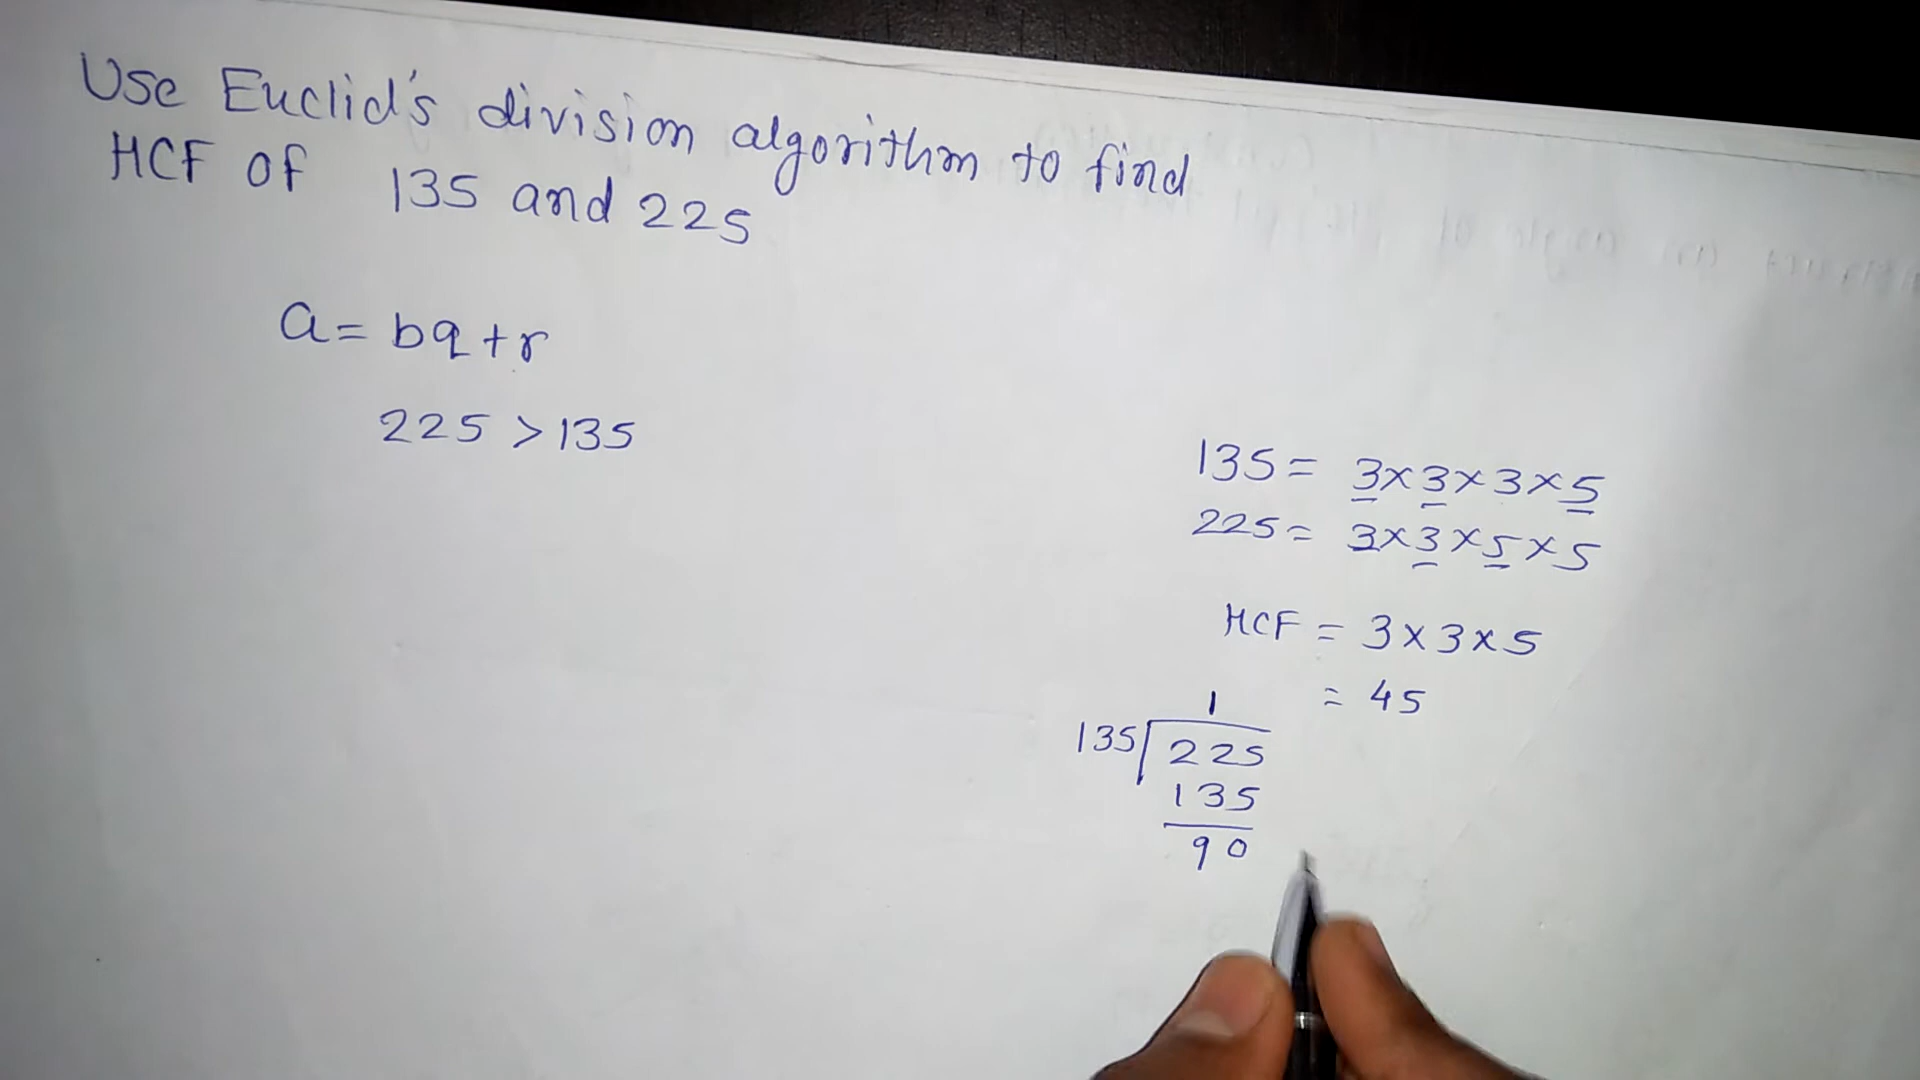 Use Euclid's division algorithm to find
HCF of 135 and 225
a = bq + r
225 > 135
135 = 3 × 3 × 3 × 5
225 = 3 × 3 × 5 × 5
HCF = 3 × 3 × 5
= 45
1
135 225
135
90